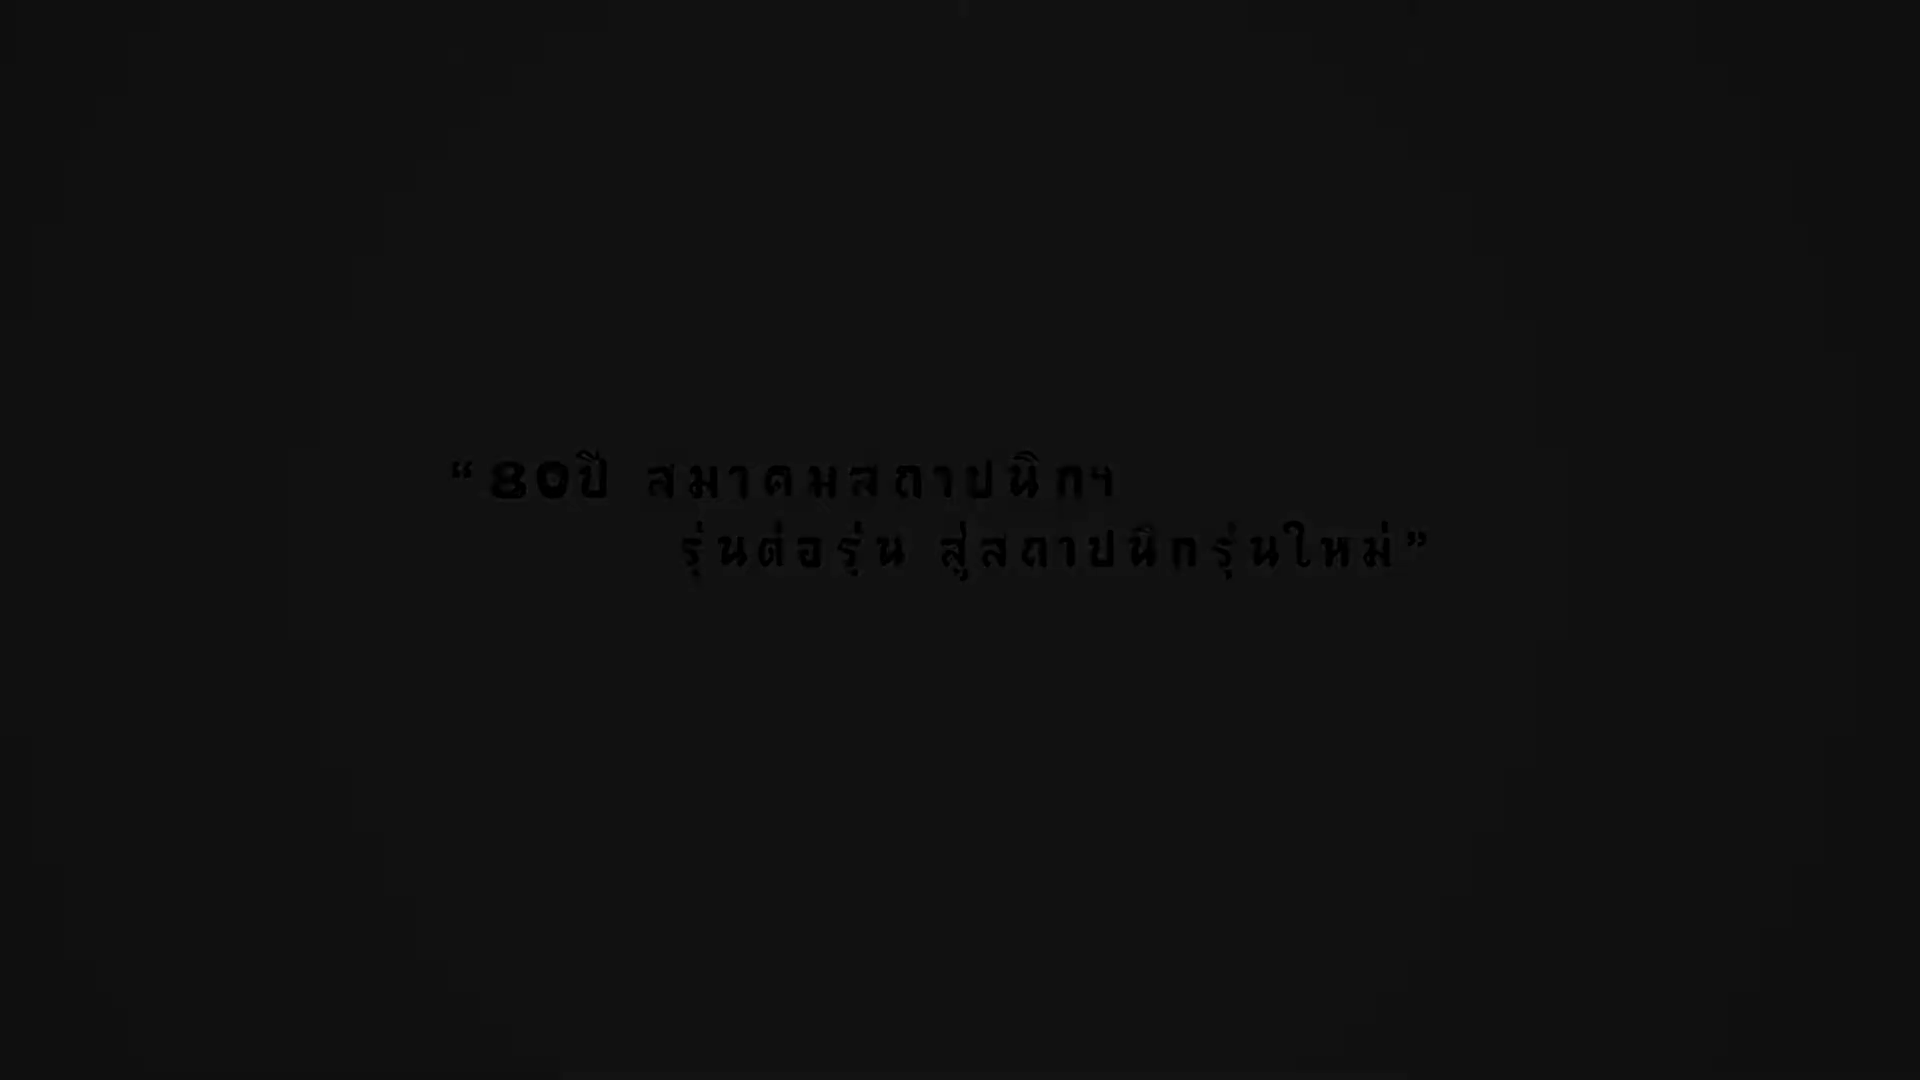 “80ปี สมาคมสถาปนิกฯ
รุ่นต่อรุ่น สู่สถาปนิกรุ่นใหม่”